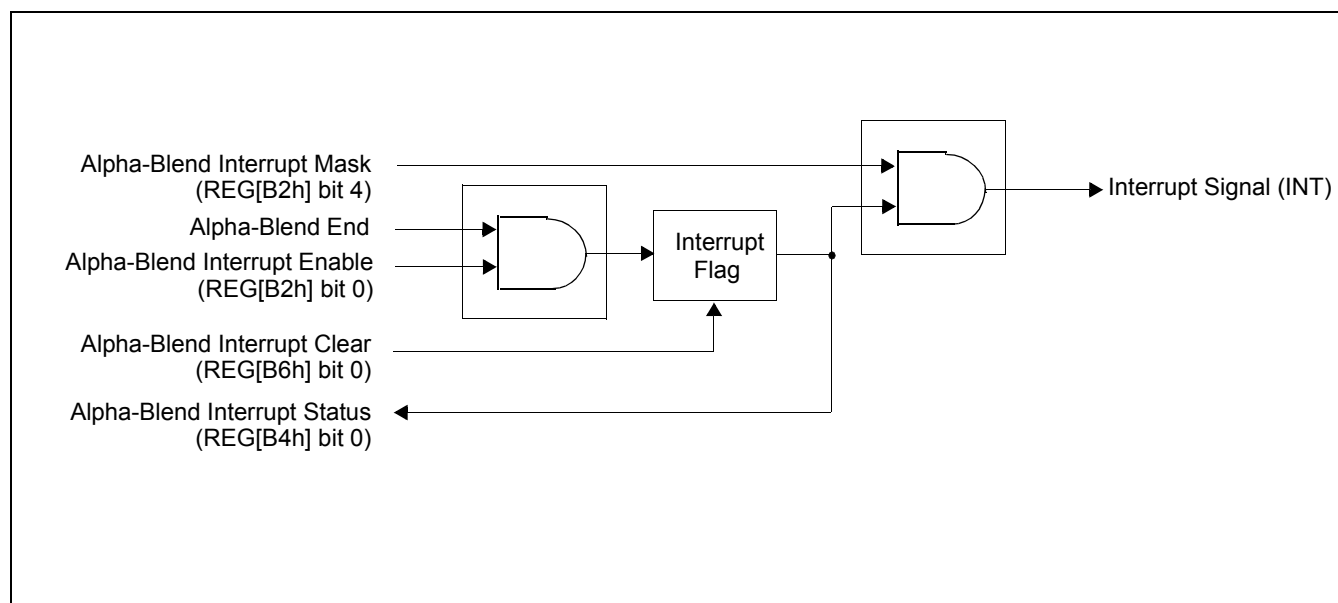 Alpha-Blend Interrupt Mask
(REG[B2h] bit 4)
Interrupt Signal (INT)
Alpha-Blend End
Alpha-Blend Interrupt Enable
(REG[B2h] bit 0)
Interrupt
Flag
Alpha-Blend Interrupt Clear
(REG[B6h] bit 0)
Alpha-Blend Interrupt Status
(REG[B4h] bit 0)